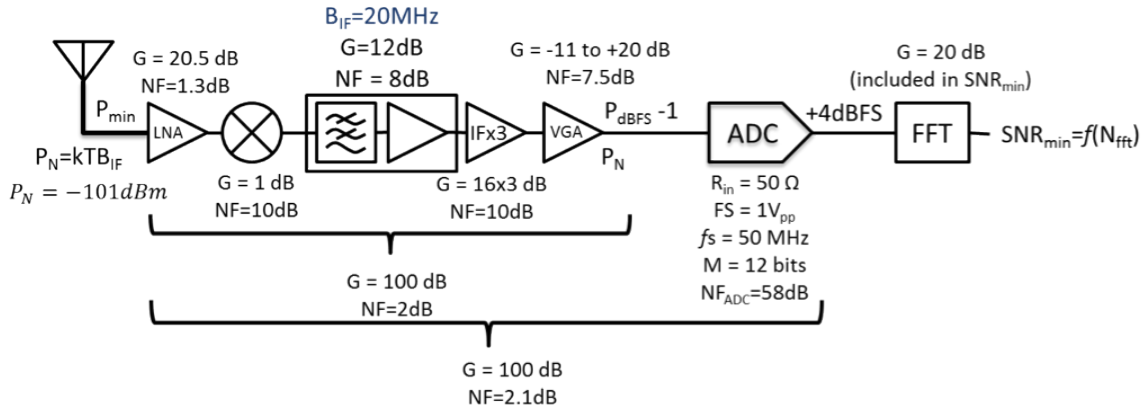 B_IF=20MHz
G=12dB
NF = 8dB
G = 20.5 dB
NF=1.3dB
G = -11 to +20 dB
NF=7.5dB
G = 20 dB
(included in SNR_min)
P_min
LNA
IFx3
VGA
P_dBFS -1
P_N
ADC
+4dBFS
FFT
SNR_min=f(N_fft)
P_N=kTB_IF
P_N = −101dBm
G = 1 dB
NF=10dB
G = 16x3 dB
NF=10dB
R_in = 50 Ω
FS = 1V_pp
fs = 50 MHz
M = 12 bits
NF_ADC=58dB
G = 100 dB
NF=2dB
G = 100 dB
NF=2.1dB